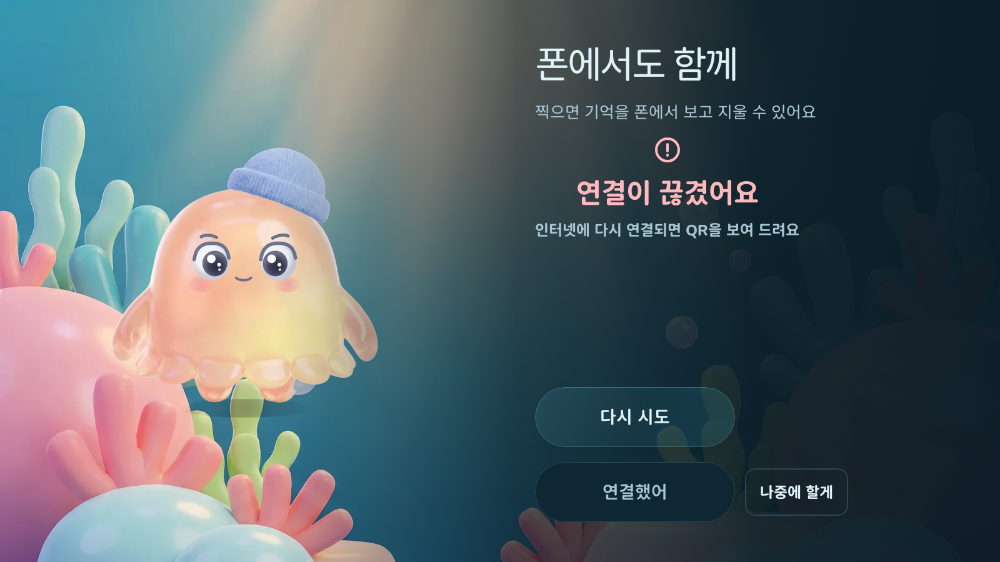 폰에서도 함께
찍으면 기억을 폰에서 보고 지울 수 있어요
연결이 끊겼어요
인터넷에 다시 연결되면 QR을 보여 드려요
다시 시도
연결했어
나중에 할게